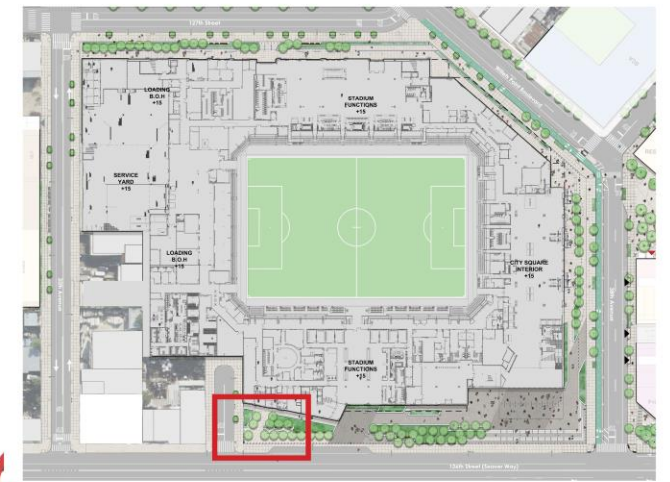 127th Street
LOADING
B.O.H
+15
STADIUM
FUNCTIONS
+15
SERVICE
YARD
+15
LOADING
B.O.H
+15
CITY SQUARE
INTERIOR
+15
STADIUM
FUNCTIONS
+15
126th Street (Seaver Way)